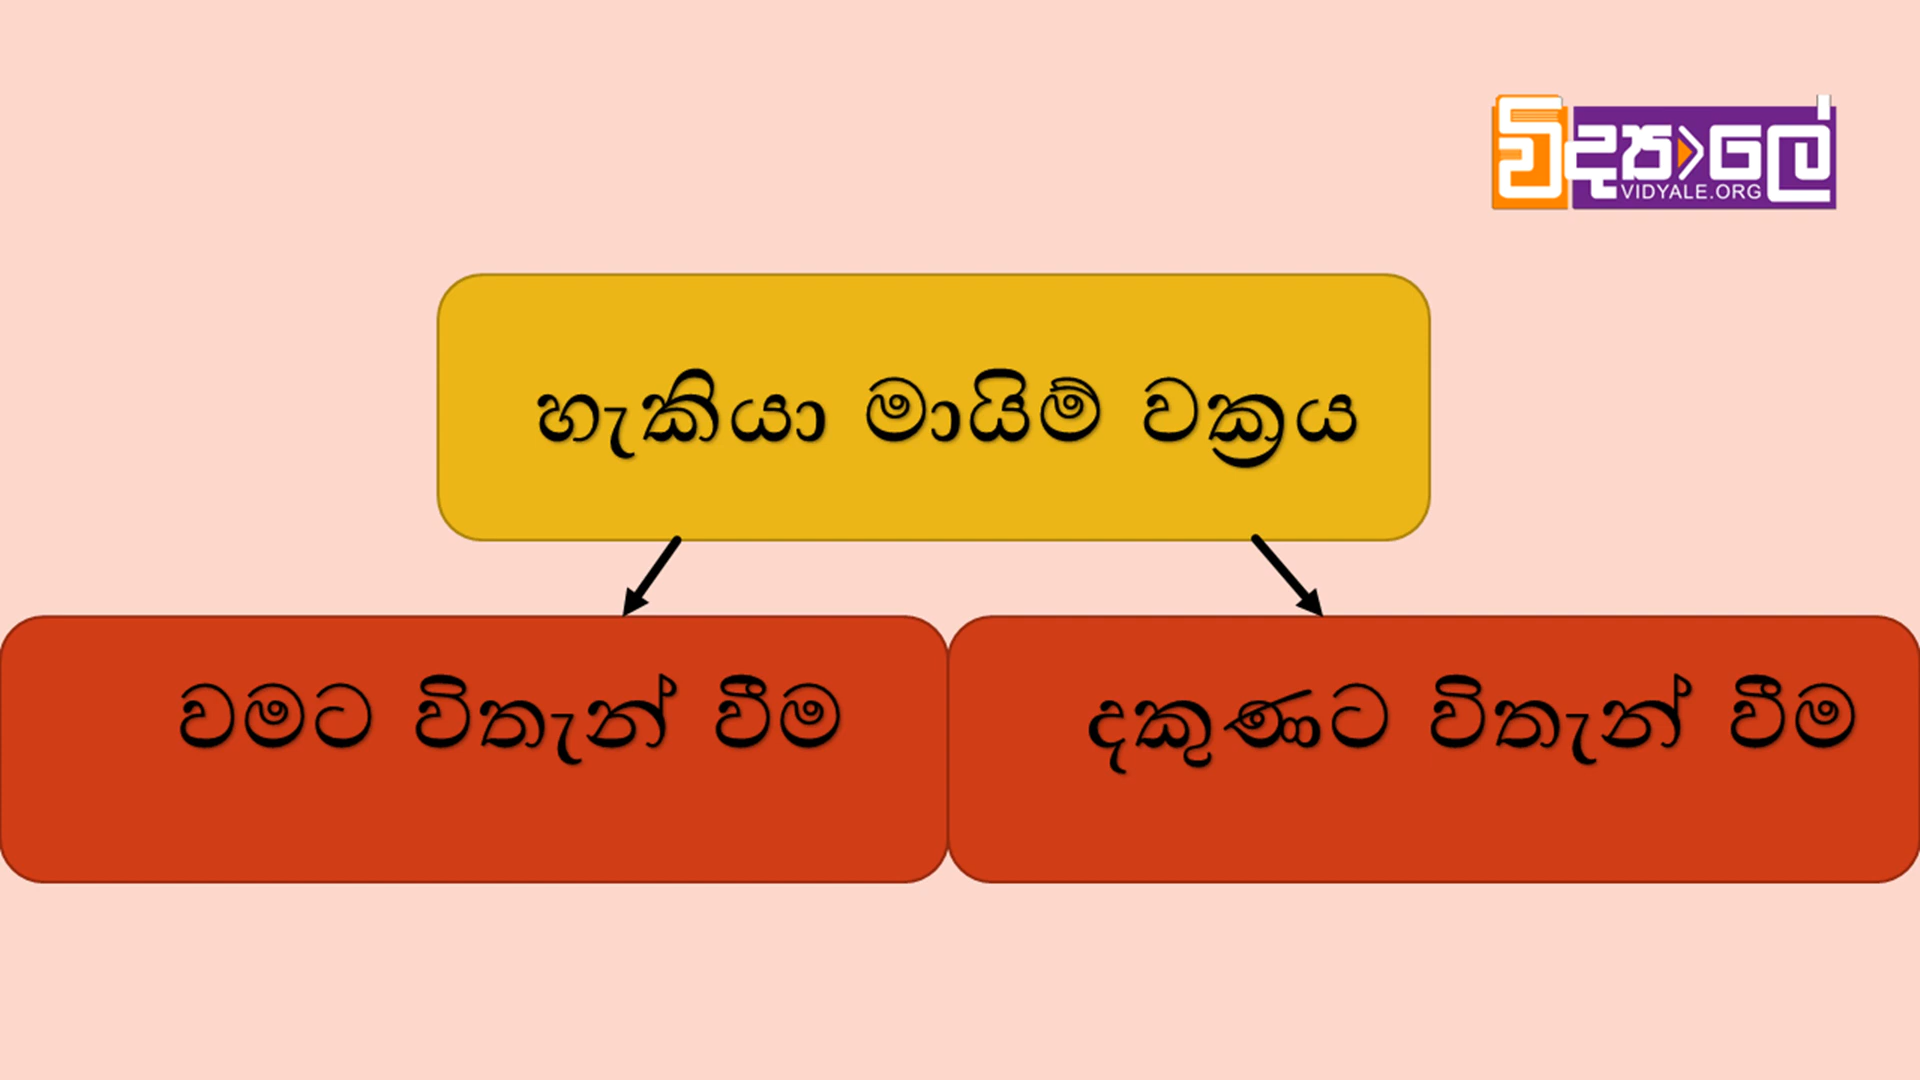 විද්‍යාලේ
VIDYALE.ORG
හැකියා මායිම් වක්‍රය
වමට විතැන් වීම
දකුණට විතැන් වීම